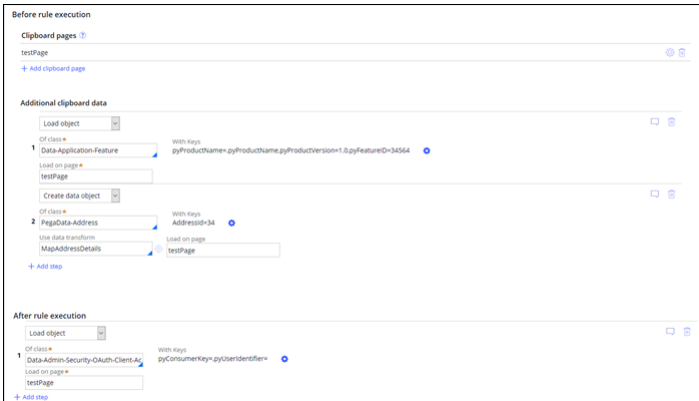 Before rule execution
Clipboard pages ?
testPage
+ Add clipboard page
Additional clipboard data
Load object
Of class *
With Keys
1 Data-Application-Feature pyProductName=.pyProductName,pyProductVersion=1.0,pyFeatureID=34564
Load on page *
testPage
Create data object
Of class *
With Keys
2 PegaData-Address AddressId=34
Use data transform Load on page
MapAddressDetails testPage
+ Add step
After rule execution
Load object
Of class *
With Keys
1 Data-Admin-Security-OAuth-Client-Ac pyConsumerKey=,pyUserIdentifier=
Load on page *
testPage
+ Add step